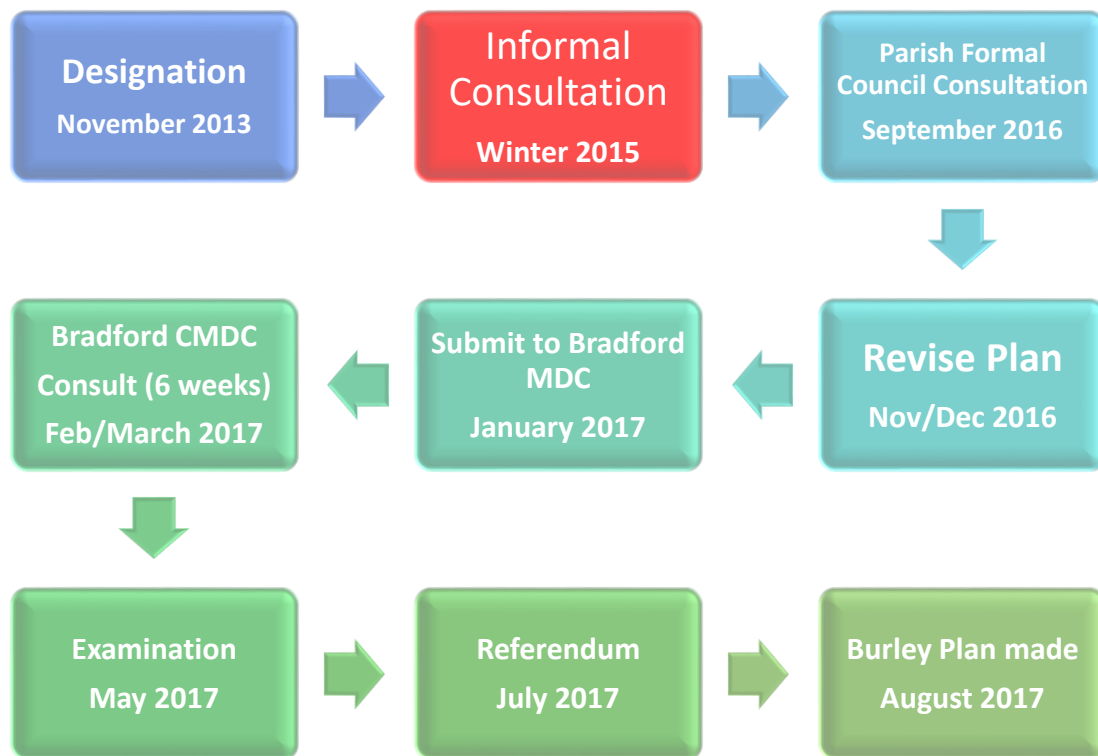 Designation
November 2013
Informal
Consultation
Winter 2015
Parish Formal
Council Consultation
September 2016
Revise Plan
Nov/Dec 2016
Submit to Bradford
MDC
January 2017
Bradford CMDC
Consult (6 weeks)
Feb/March 2017
Examination
May 2017
Referendum
July 2017
Burley Plan made
August 2017